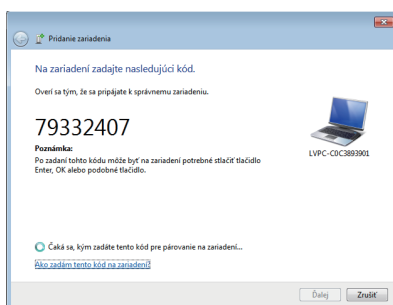 Pridanie zariadenia
Na zariadení zadajte nasledujúci kód.
Overí sa tým, že sa pripájate k správnemu zariadeniu.
79332407
Poznámka:
Po zadaní tohto kódu môže byť na zariadení potrebné stlačiť tlačidlo
Enter, OK alebo podobné tlačidlo.
LVPC-C0C3893901
Čaká sa, kým zadáte tento kód pre párovanie na zariadení...
Ako zadám tento kód na zariadení?
Ďalej
Zrušiť